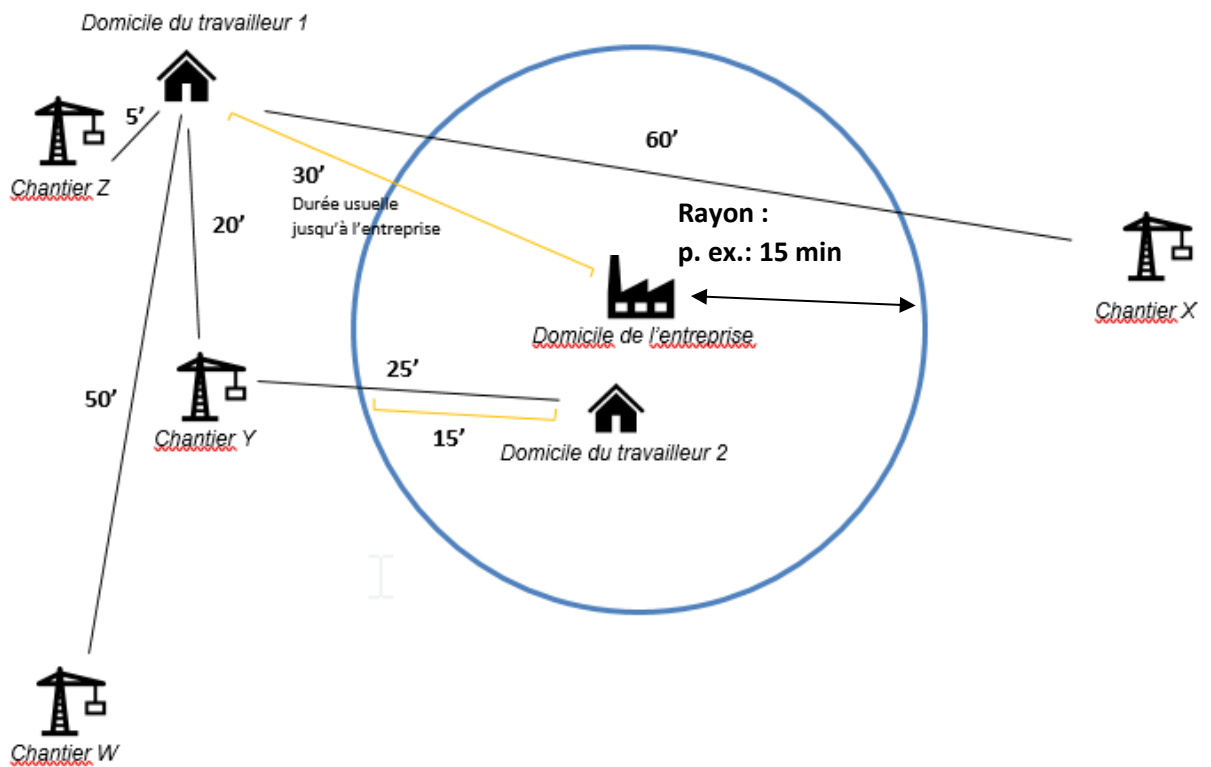 Domicile du travailleur 1
5’
60’
Chantier Z
30’
Durée usuelle
jusqu’à l’entreprise
20’
Rayon :
p. ex.: 15 min
Chantier X
Domicile de l’entreprise
25’
50’
Chantier Y
15’
Domicile du travailleur 2
Chantier W